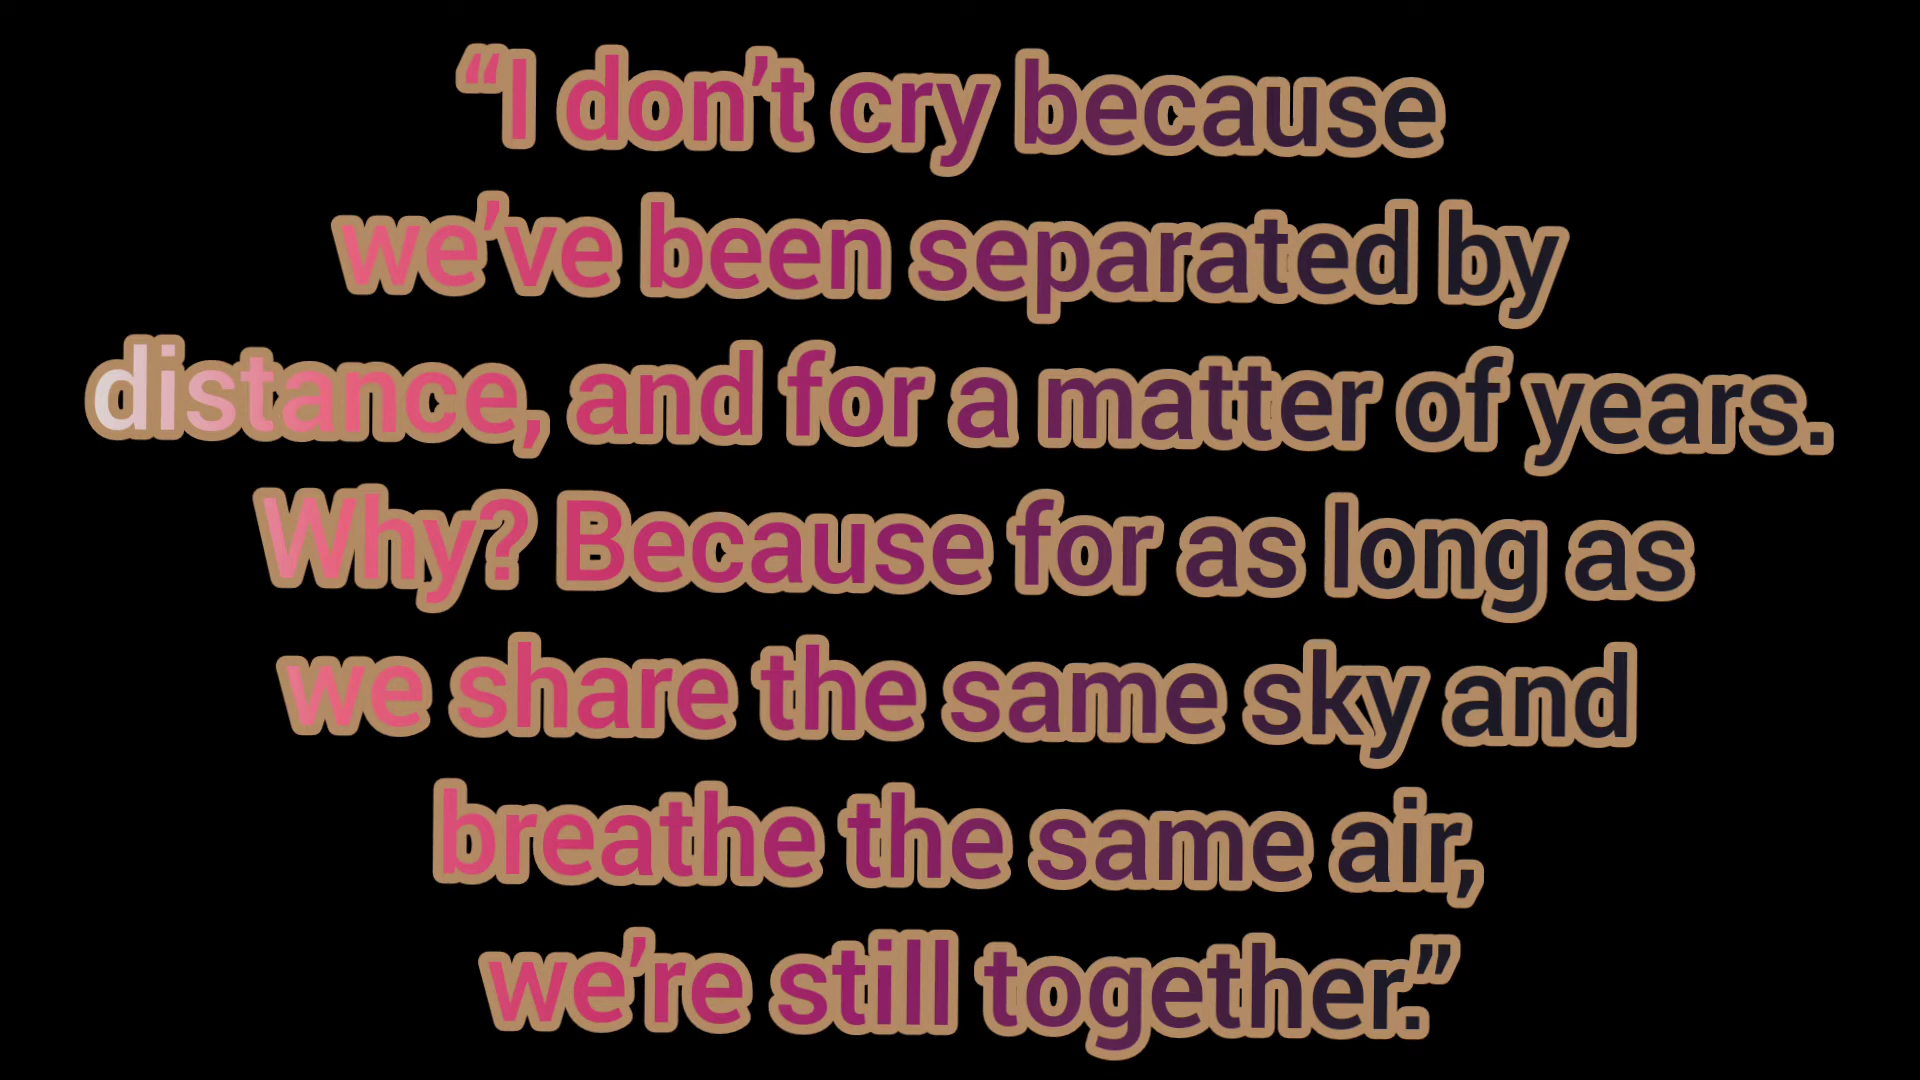 “I don’t cry because
we’ve been separated by
distance, and for a matter of years.
Why? Because for as long as
we share the same sky and
breathe the same air,
we’re still together.”